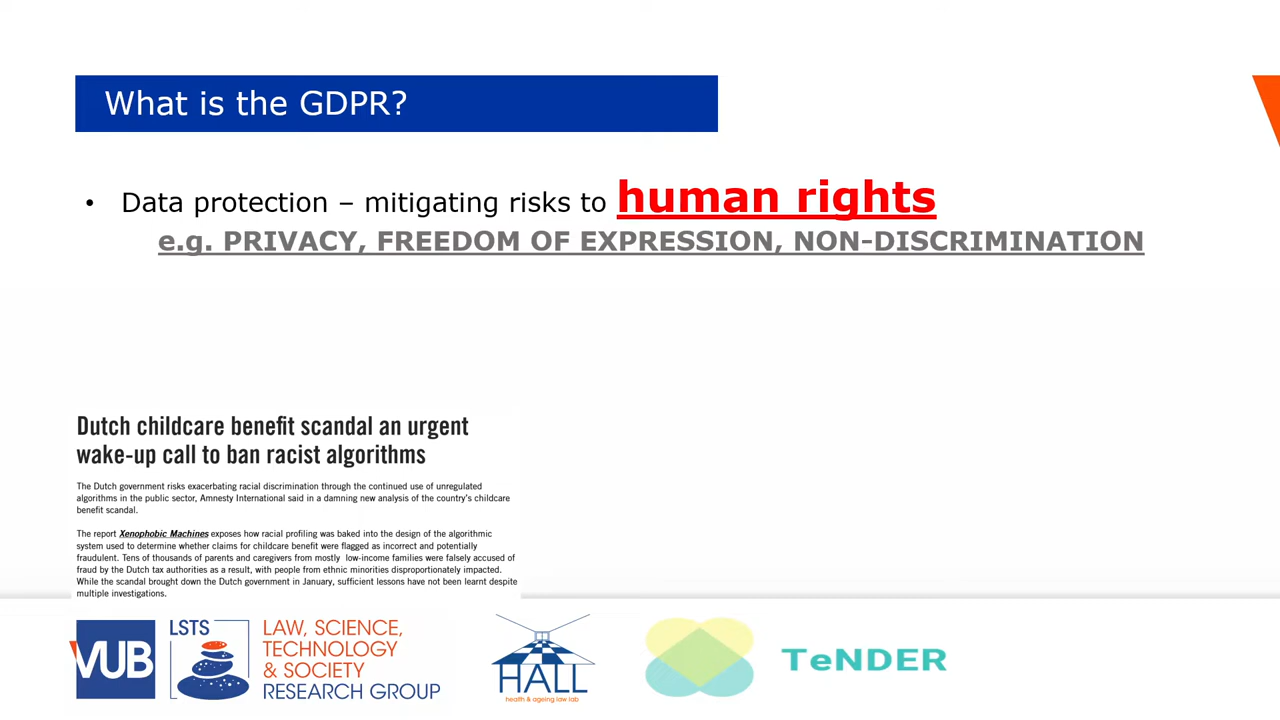 What is the GDPR?
• Data protection – mitigating risks to human rights
e.g. PRIVACY, FREEDOM OF EXPRESSION, NON-DISCRIMINATION
Dutch childcare benefit scandal an urgent
wake-up call to ban racist algorithms
The Dutch government risks exacerbating racial discrimination through the continued use of unregulated
algorithms in the public sector, Amnesty International said in a damning new analysis of the country's childcare
benefit scandal.
The report Xenophobic Machines exposes how racial profiling was baked into the design of the algorithmic
system used to determine whether claims for childcare benefit were flagged as incorrect and potentially
fraudulent. Tens of thousands of parents and caregivers from mostly low-income families were falsely accused of
fraud by the Dutch tax authorities as a result, with people from ethnic minorities disproportionately impacted.
While the scandal brought down the Dutch government in January, sufficient lessons have not been learnt despite
multiple investigations.
VUB
LSTS
LAW, SCIENCE,
TECHNOLOGY
& SOCIETY
RESEARCH GROUP
HALL
health & ageing law lab
TeNDER